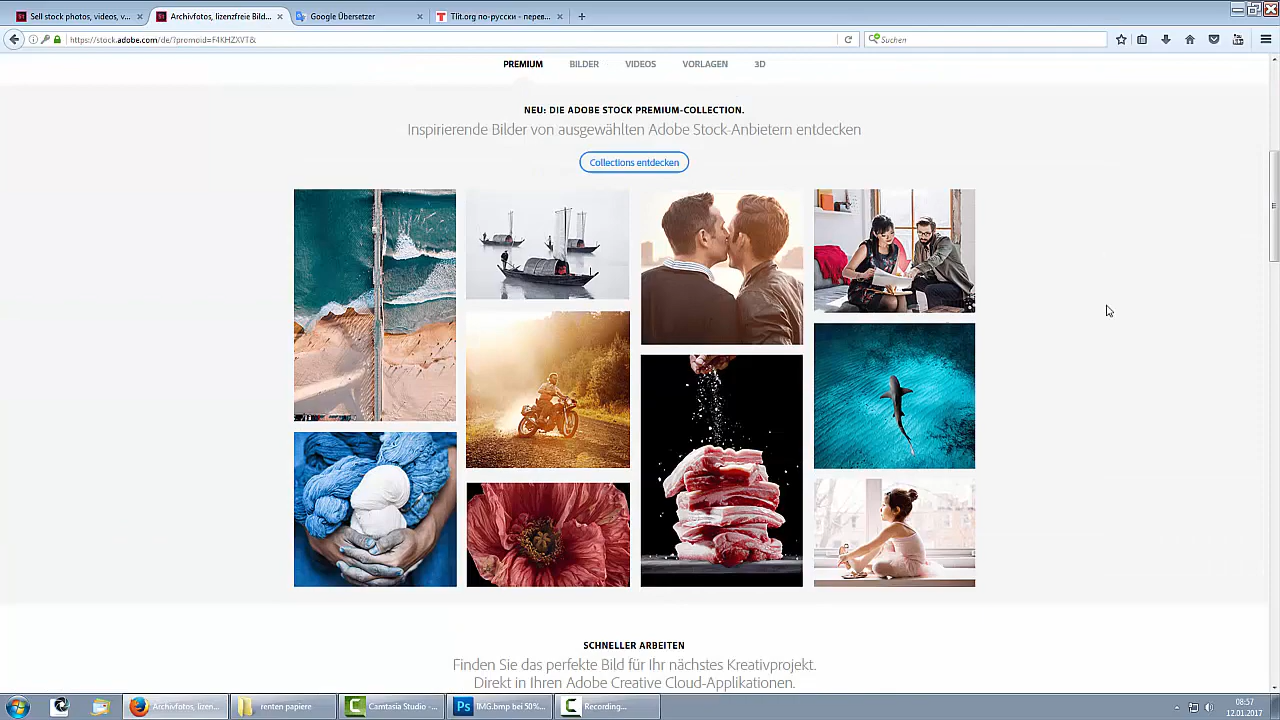 Sell stock photos, videos, v...
Archivfotos, lizenzfreie Bild...
Google Übersetzer
Tlit.org по-русски - перев...
https://stock.adobe.com/de/?promoid=F4KHZXVT&
Suchen
PREMIUM BILDER VIDEOS VORLAGEN 3D
NEU: DIE ADOBE STOCK PREMIUM-COLLECTION.
Inspirierende Bilder von ausgewählten Adobe Stock-Anbietern entdecken
Collections entdecken
SCHNELLER ARBEITEN
Finden Sie das perfekte Bild für Ihr nächstes Kreativprojekt.
Direkt in Ihren Adobe Creative Cloud-Applikationen.
Archivfotos, lizen...
renten papiere
Camtasia Studio -...
Ps IMG.bmp bei 50%...
Recording...
08:57
12.01.2017